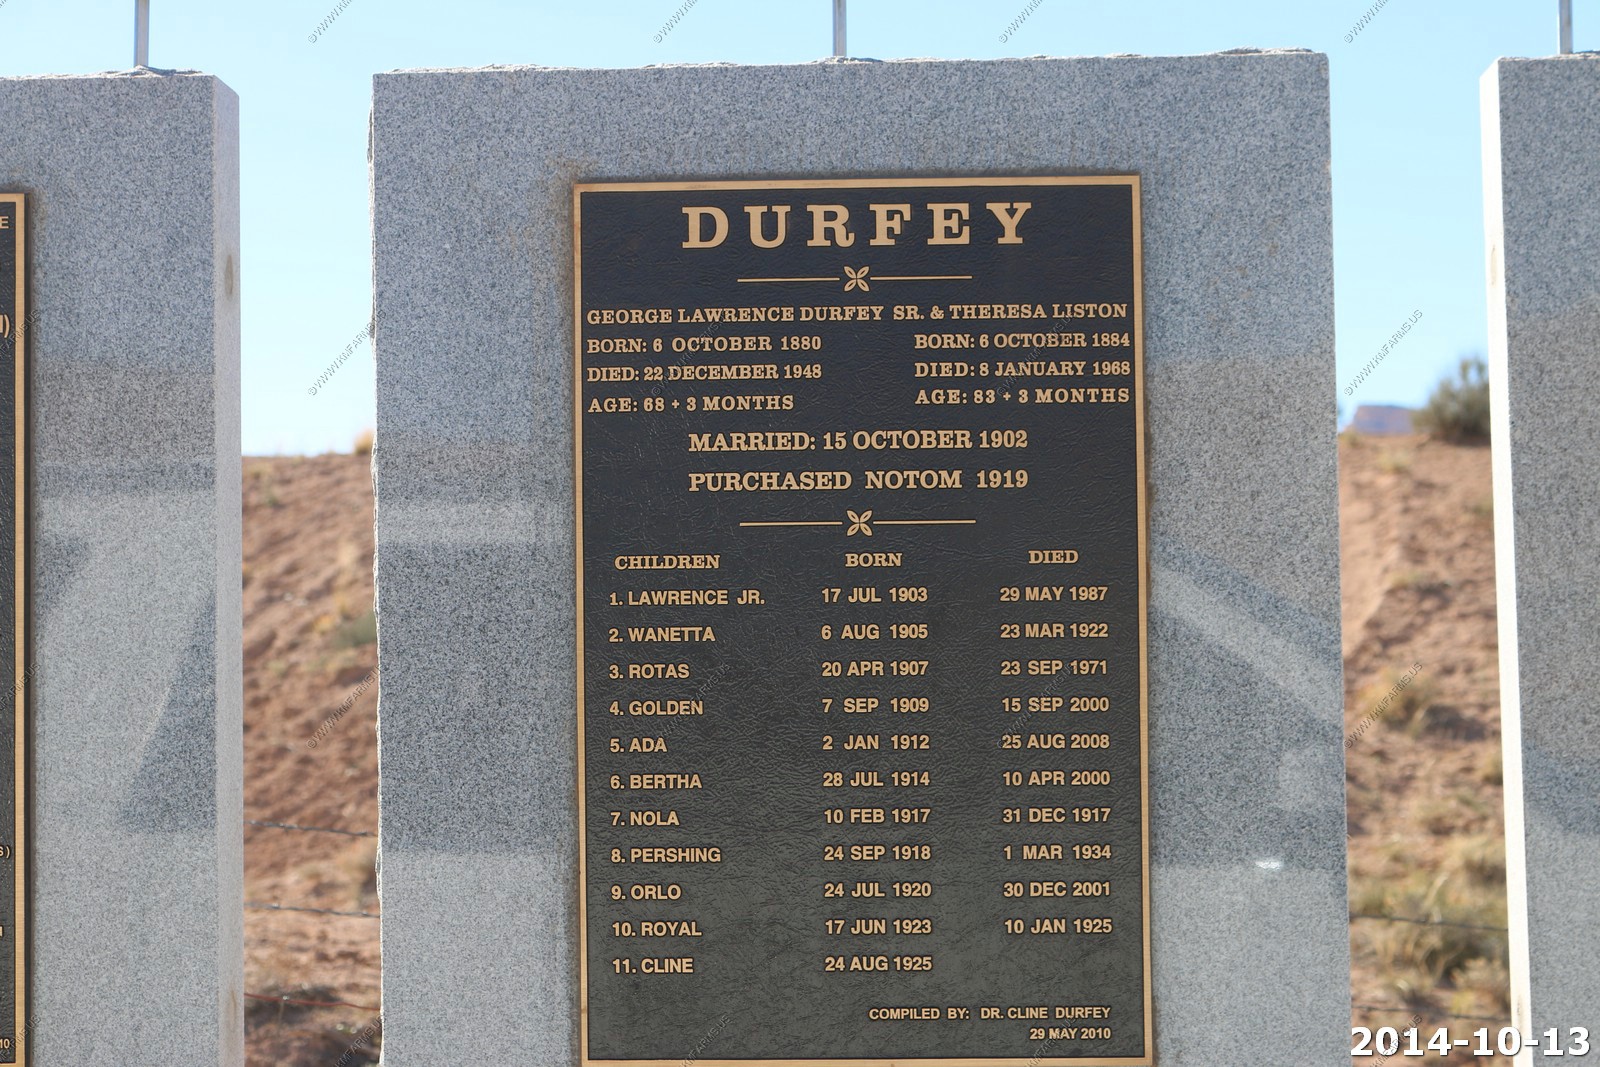 DURFEY
GEORGE LAWRENCE DURFEY SR. & THERESA LISTON
BORN: 6 OCTOBER 1880 BORN: 6 OCTOBER 1884
DIED: 22 DECEMBER 1948 DIED: 8 JANUARY 1968
AGE: 68 + 3 MONTHS AGE: 83 + 3 MONTHS
MARRIED: 15 OCTOBER 1902
PURCHASED NOTOM 1919
CHILDREN BORN DIED
1. LAWRENCE JR. 17 JUL 1903 29 MAY 1987
2. WANETTA 6 AUG 1905 23 MAR 1922
3. ROTAS 20 APR 1907 23 SEP 1971
4. GOLDEN 7 SEP 1909 15 SEP 2000
5. ADA 2 JAN 1912 25 AUG 2008
6. BERTHA 28 JUL 1914 10 APR 2000
7. NOLA 10 FEB 1917 31 DEC 1917
8. PERSHING 24 SEP 1918 1 MAR 1934
9. ORLO 24 JUL 1920 30 DEC 2001
10. ROYAL 17 JUN 1923 10 JAN 1925
11. CLINE 24 AUG 1925
COMPILED BY: DR. CLINE DURFEY
29 MAY 2010
2014-10-13
©WWW.KMFARMS.US